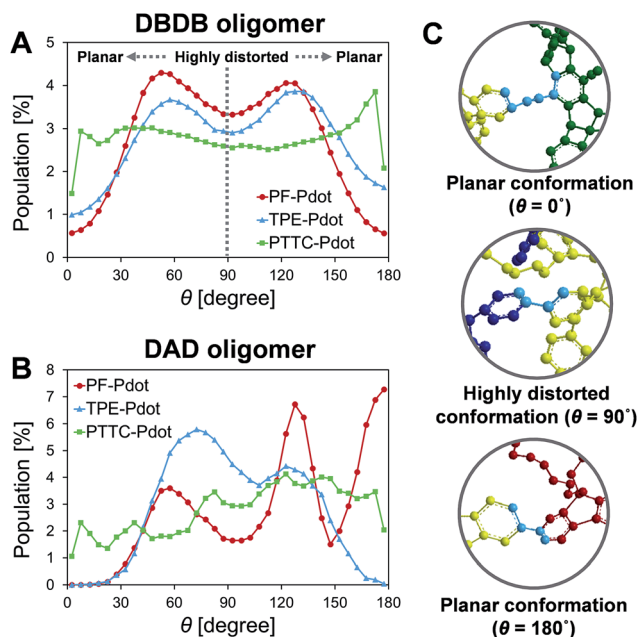 DBDB oligomer
A
Planar Highly distorted Planar
Population [%]
5
4
3
2
1
0
PF-Pdot
TPE-Pdot
PTTC-Pdot
0 30 60 90 120 150 180
θ [degree]
DAD oligomer
B
Population [%]
8
7
6
5
4
3
2
1
0
PF-Pdot
TPE-Pdot
PTTC-Pdot
0 30 60 90 120 150 180
θ [degree]
C
Planar conformation
(θ = 0˚)
Highly distorted
conformation (θ = 90˚)
Planar conformation
(θ = 180˚)